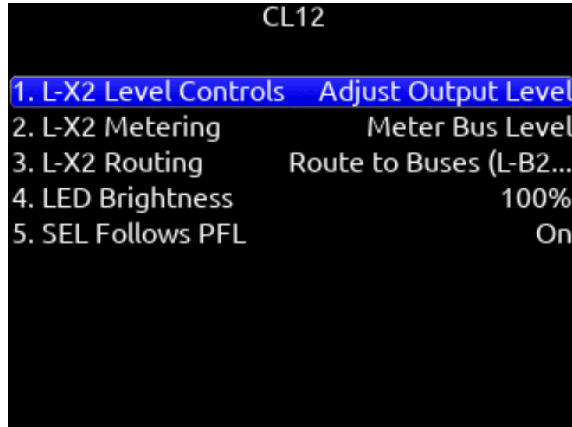 CL12
1. L-X2 Level Controls Adjust Output Level
2. L-X2 Metering Meter Bus Level
3. L-X2 Routing Route to Buses (L-B2...
4. LED Brightness 100%
5. SEL Follows PFL On